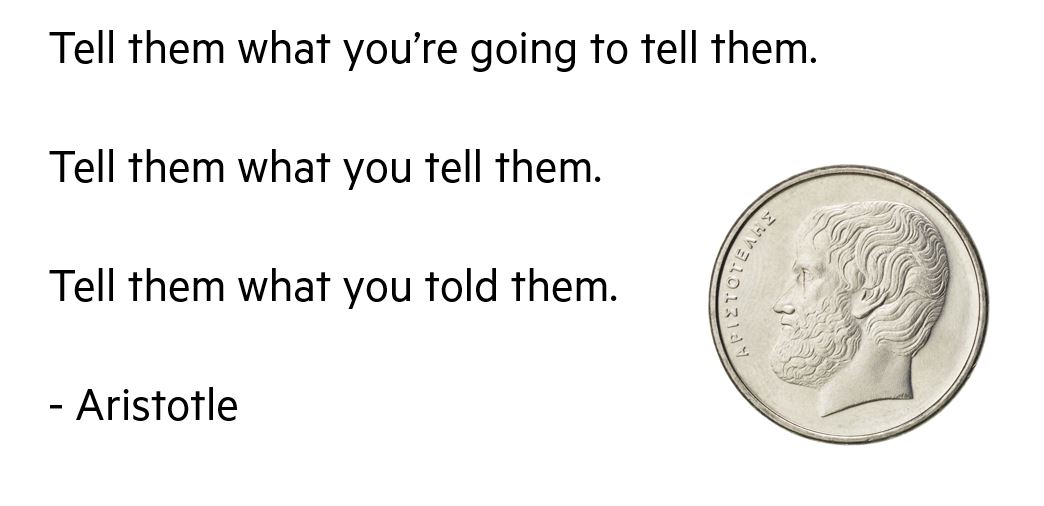 Tell them what you’re going to tell them.
Tell them what you tell them.
Tell them what you told them.
- Aristotle
ΑΡΙΣΤΟΤΕΛΗΣ